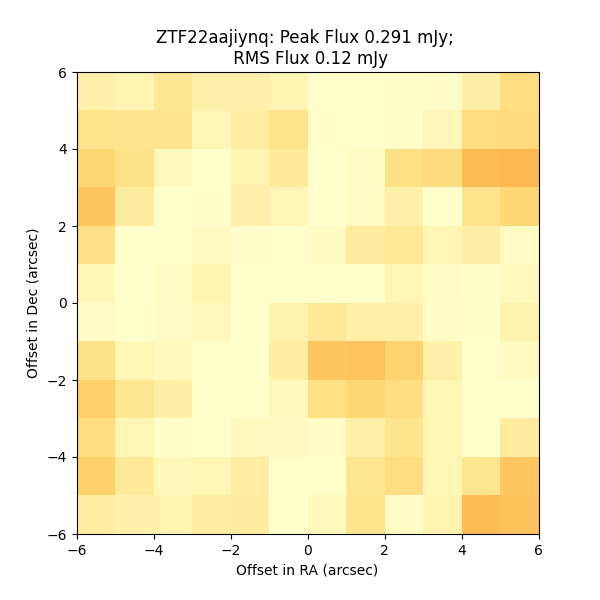 ZTF22aajiynq: Peak Flux 0.291 mJy;
RMS Flux 0.12 mJy
6
4
2
0
−2
−4
−6
Offset in Dec (arcsec)
−6 −4 −2 0 2 4 6
Offset in RA (arcsec)